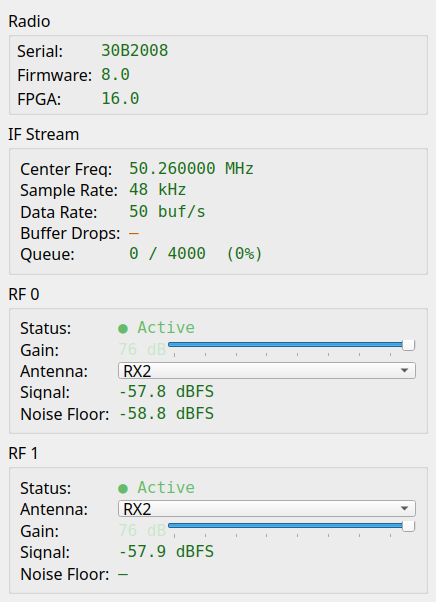 Radio
Serial: 30B2008
Firmware: 8.0
FPGA: 16.0
IF Stream
Center Freq: 50.260000 MHz
Sample Rate: 48 kHz
Data Rate: 50 buf/s
Buffer Drops: —
Queue: 0 / 4000 (0%)
RF 0
Status: ● Active
Gain: 76 dB
Antenna: RX2
Signal: -57.8 dBFS
Noise Floor: -58.8 dBFS
RF 1
Status: ● Active
Antenna: RX2
Gain: 76 dB
Signal: -57.9 dBFS
Noise Floor: —